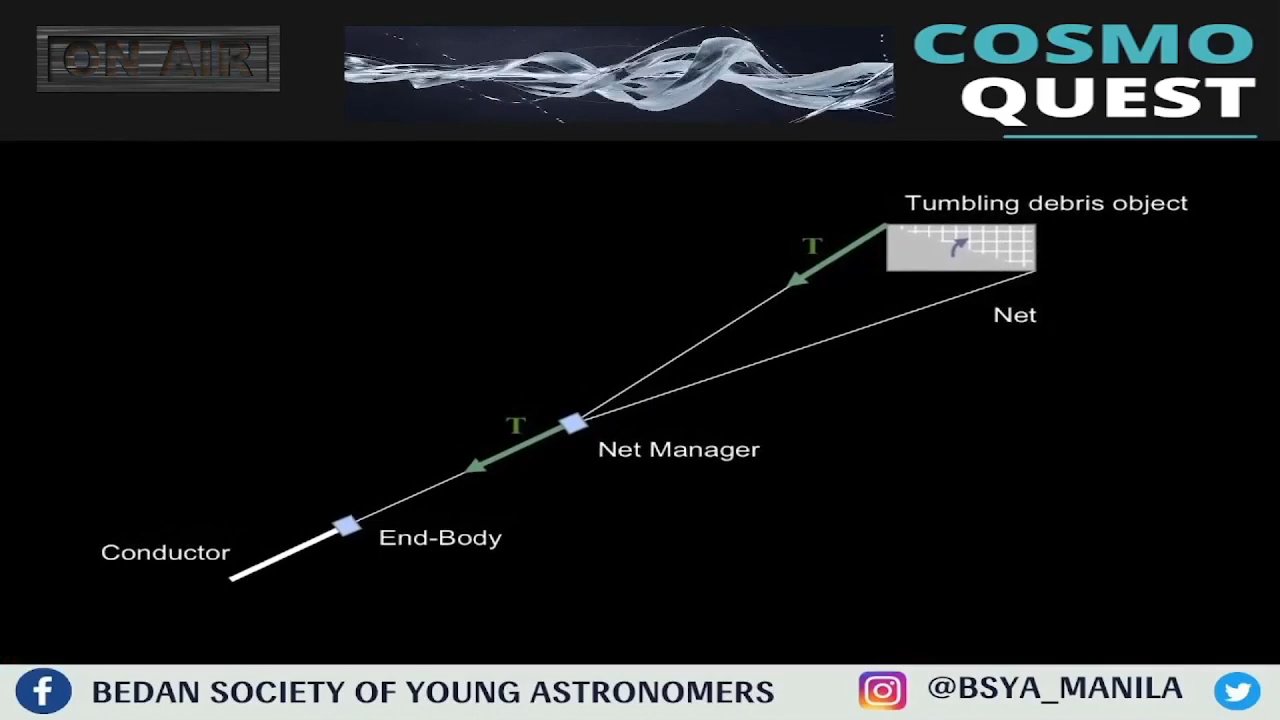 ON AIR
COSMO
QUEST
Tumbling debris object
T
Net
T
Net Manager
End-Body
Conductor
BEDAN SOCIETY OF YOUNG ASTRONOMERS
@BSYA_MANILA